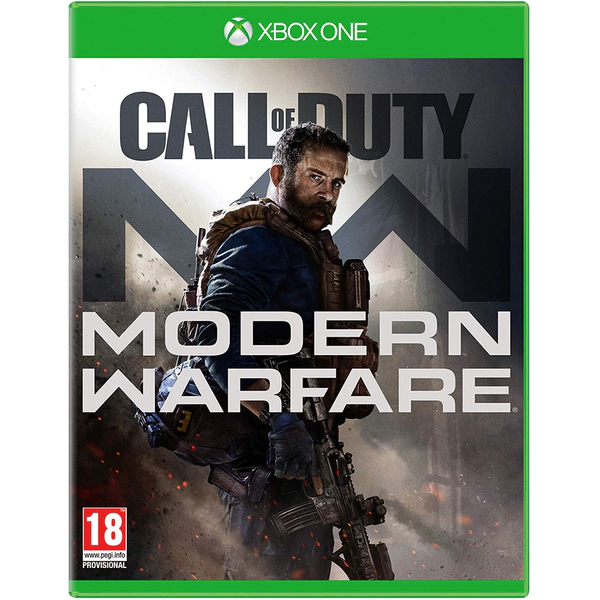 XBOX ONE
CALL OF DUTY
MW
MODERN
WARFARE®
18
www.pegi.info
PROVISIONAL